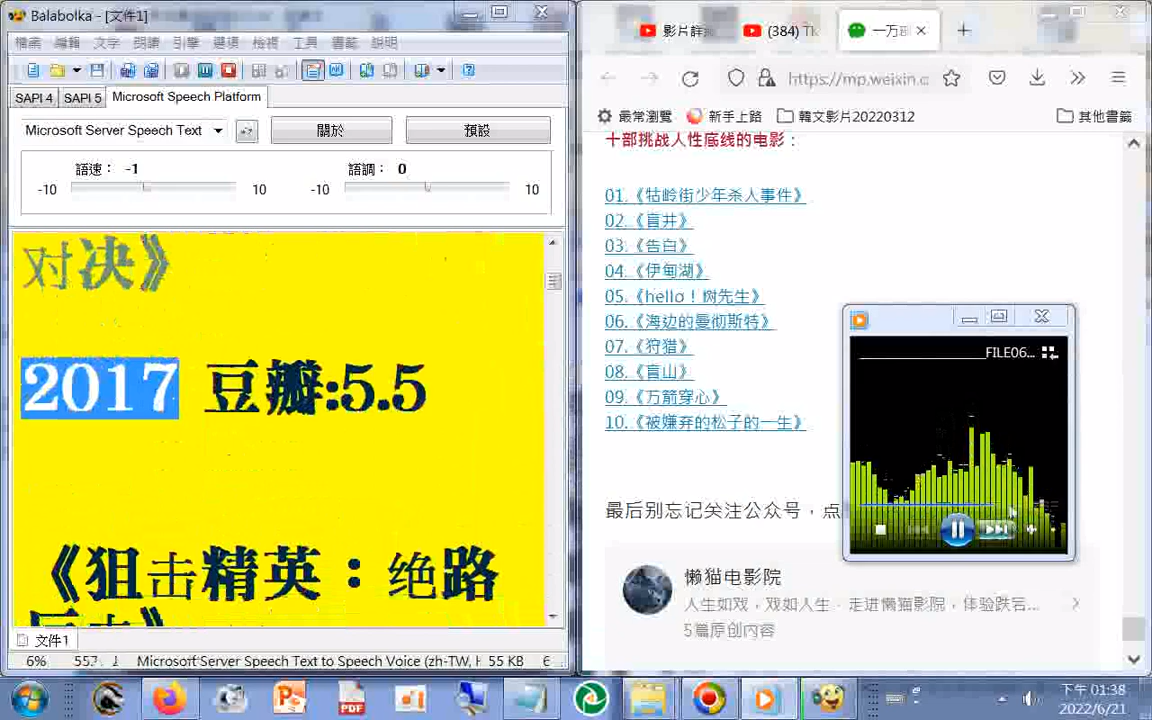 Balabolka - [文件1]
檔案 編輯 文字 朗讀 引擎 選項 檢視 工具 書籤 說明
SAPI 4 SAPI 5 Microsoft Speech Platform
Microsoft Server Speech Text
關於
預設
語速： -1
語調： 0
-10 10 -10 10
对决》
2017 豆瓣:5.5
《狙击精英：绝路
文件1
6%
Microsoft Server Speech Text to Speech Voice (zh-TW, H
55 KB
(384)
一万部
https://mp.weixin.
最常瀏覽 新手上路 韓文影片20220312 其他書籤
十部挑战人性底线的电影：
01.《牯岭街少年杀人事件》
02.《盲井》
03.《告白》
04.《伊甸湖》
05.《hello！树先生》
06.《海边的曼彻斯特》
07.《狩猎》
08.《盲山》
09.《万箭穿心》
10.《被嫌弃的松子的一生》
FILE06...
最后别忘记关注公众号，点
懒猫电影院
人生如戏，戏如人生。走进懒猫影院，体验跌宕...
5篇原创内容
PDF
下午 01:38
2022/6/21